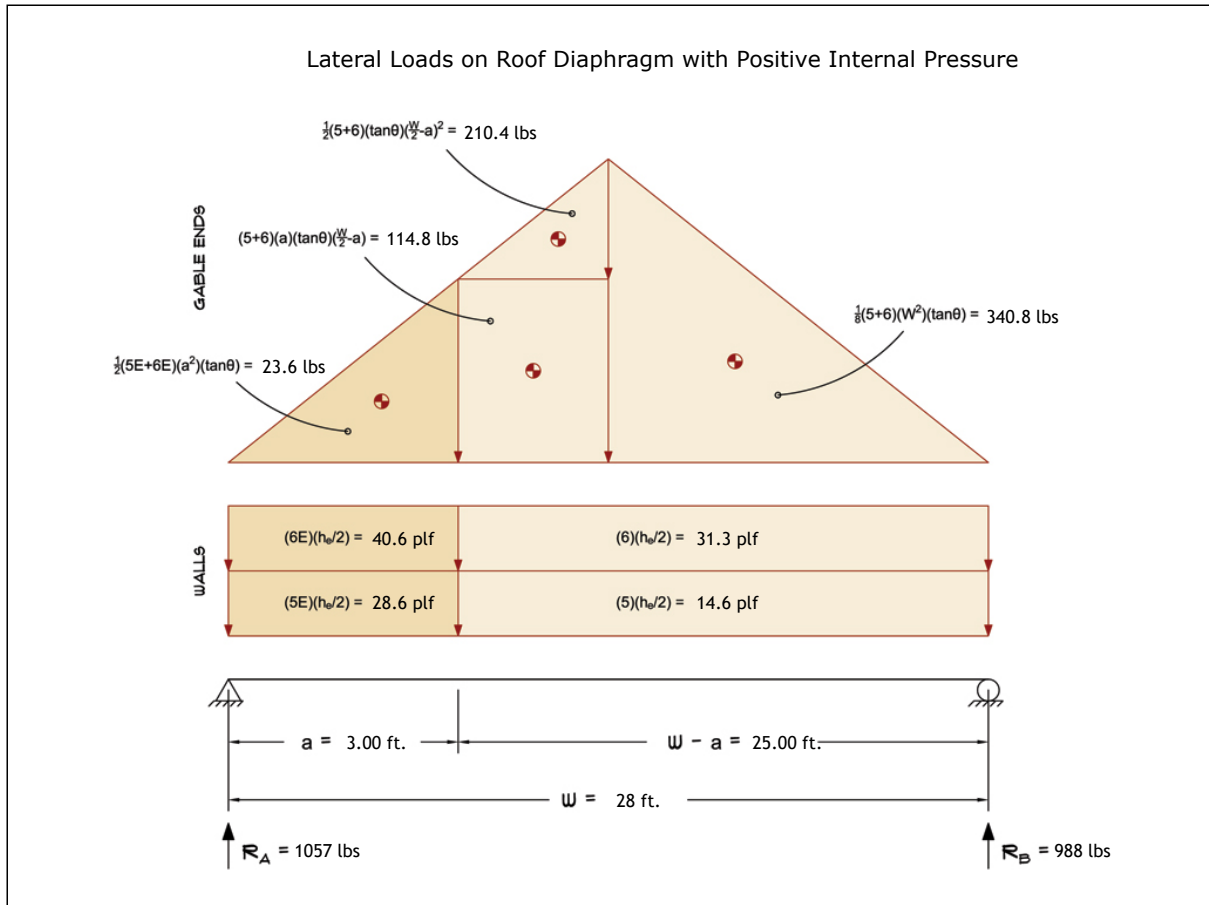 Lateral Loads on Roof Diaphragm with Positive Internal Pressure
½(5+6)(tanθ)(W/2-a)² = 210.4 lbs
GABLE ENDS
(5+6)(a)(tanθ)(W/2-a) = 114.8 lbs
⅛(5+6)(W²)(tanθ) = 340.8 lbs
½(5E+6E)(a²)(tanθ) = 23.6 lbs
WALLS
(6E)(hₑ/2) = 40.6 plf
(6)(hₑ/2) = 31.3 plf
(5E)(hₑ/2) = 28.6 plf
(5)(hₑ/2) = 14.6 plf
a = 3.00 ft.
W - a = 25.00 ft.
W = 28 ft.
R_A = 1057 lbs
R_B = 988 lbs